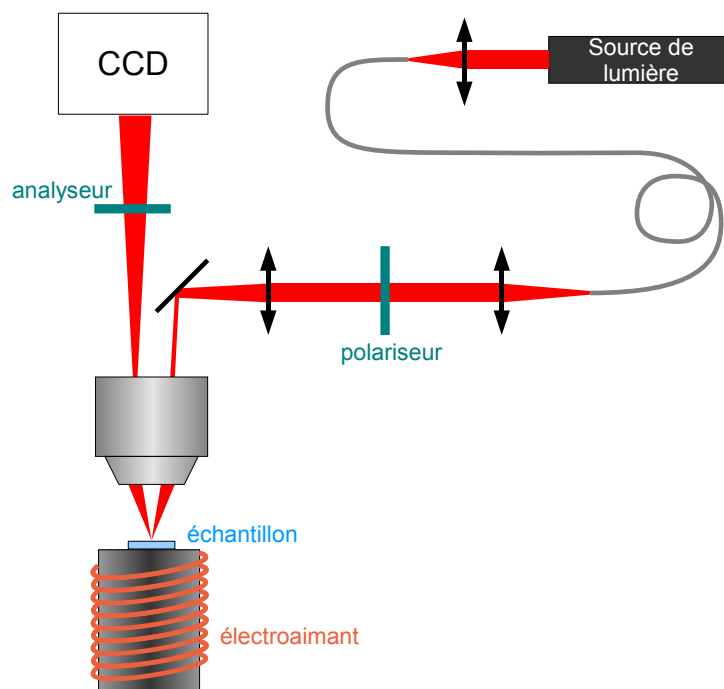 CCD
Source de
lumière
analyseur
polariseur
échantillon
électroaimant